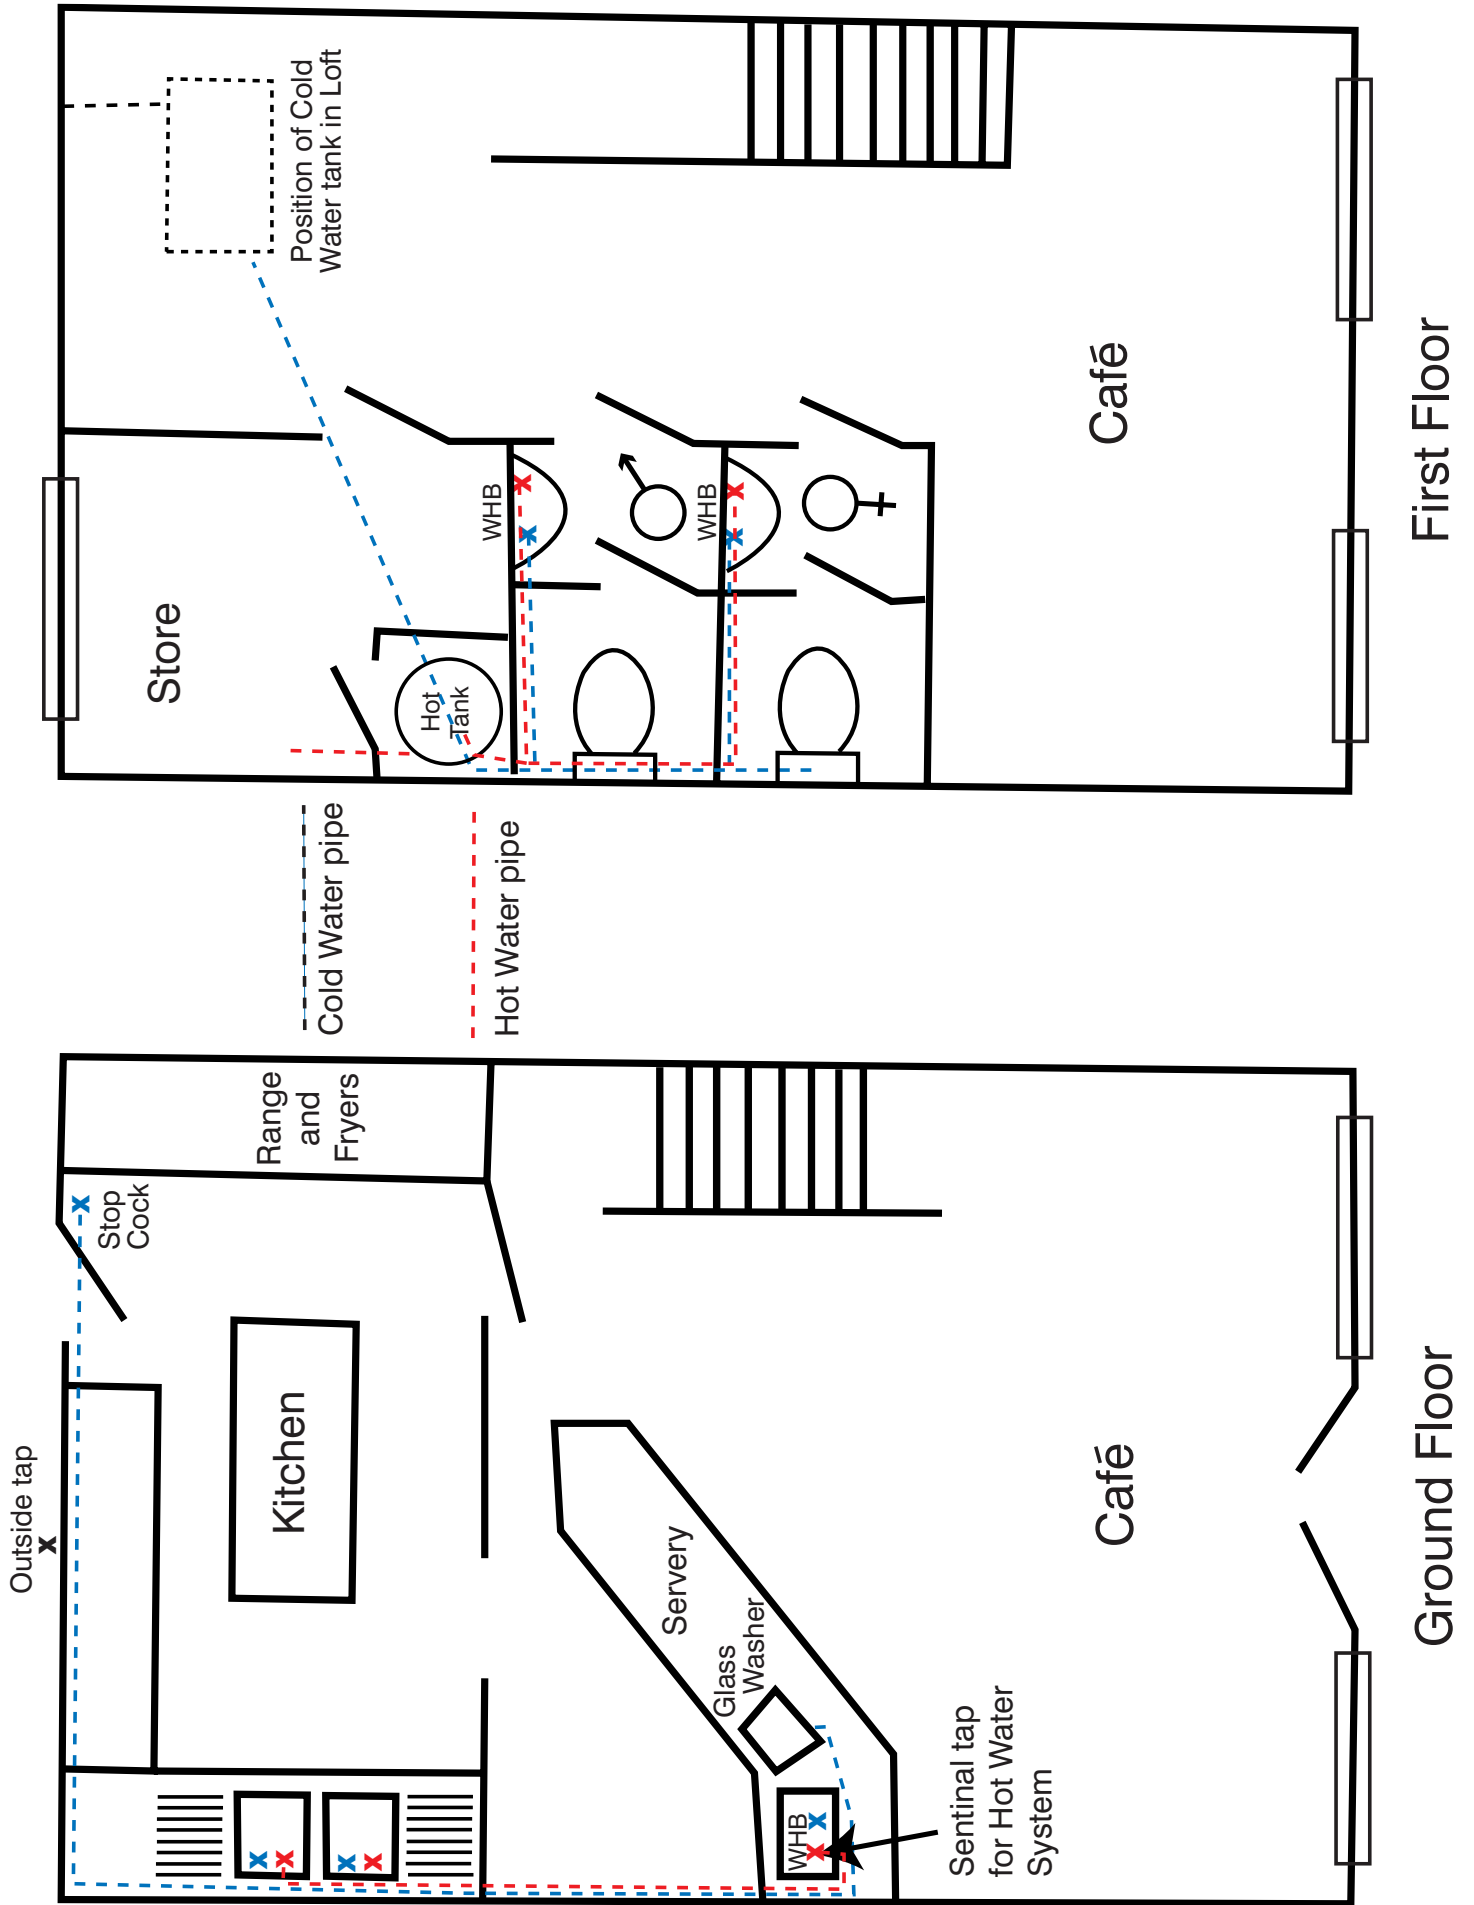 Outside tap
Stop
Cock
Range
and
Fryers
Kitchen
Servery
Glass
Washer
WHB
Sentinal tap
for Hot Water
System
Café
Ground Floor
Cold Water pipe
Hot Water pipe
Store
Position of Cold
Water tank in Loft
Hot
Tank
WHB
WHB
Café
First Floor